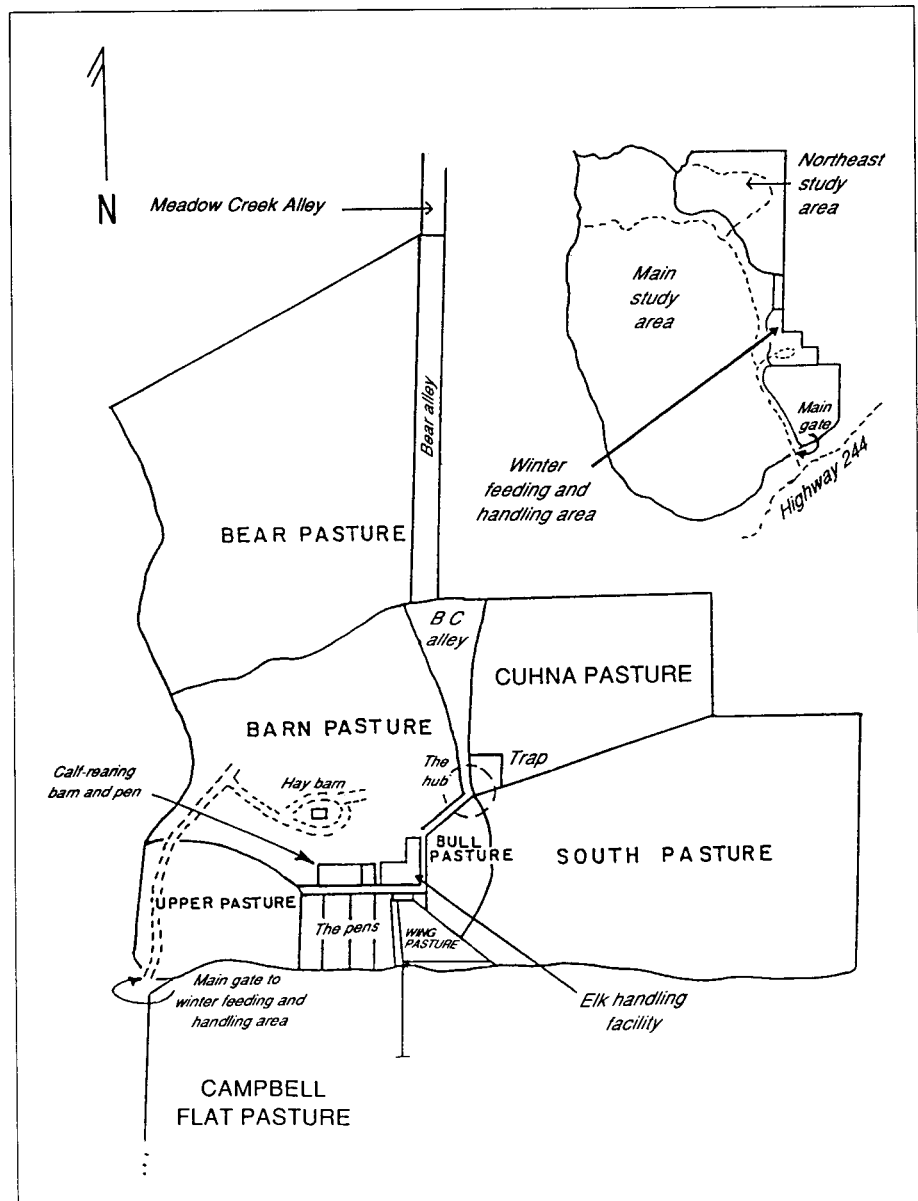 N
Meadow Creek Alley
Northeast
study
area
Main
study
area
Main
gate
Highway 244
Winter
feeding and
handling area
Bear alley
BEAR PASTURE
B C
alley
CUHNA PASTURE
BARN PASTURE
The
hub
Trap
Calf-rearing
barn and pen
Hay barn
BULL
PASTURE
SOUTH PASTURE
UPPER PASTURE
The pens
WING
PASTURE
Main gate to
winter feeding and
handling area
Elk handling
facility
CAMPBELL
FLAT PASTURE